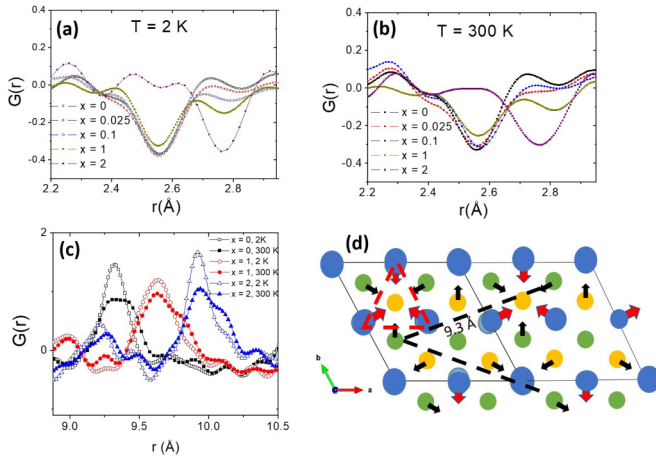 (a)
T = 2 K
G(r)
0.4
0.2
0.0
-0.2
-0.4
x = 0
x = 0.025
x = 0.1
x = 1
x = 2
2.2
2.4
2.6
2.8
r(Å)
(b)
T = 300 K
G(r)
0.4
0.2
0.0
-0.2
-0.4
x = 0
x = 0.025
x = 0.1
x = 1
x = 2
2.2
2.4
2.6
2.8
r(Å)
(c)
G(r)
2
1
0
x = 0, 2K
x = 0, 300 K
x = 1, 2 K
x = 1, 300 K
x = 2, 2 K
x = 2, 300 K
9.0
9.5
10.0
10.5
r (Å)
(d)
9.3 Å
b
a